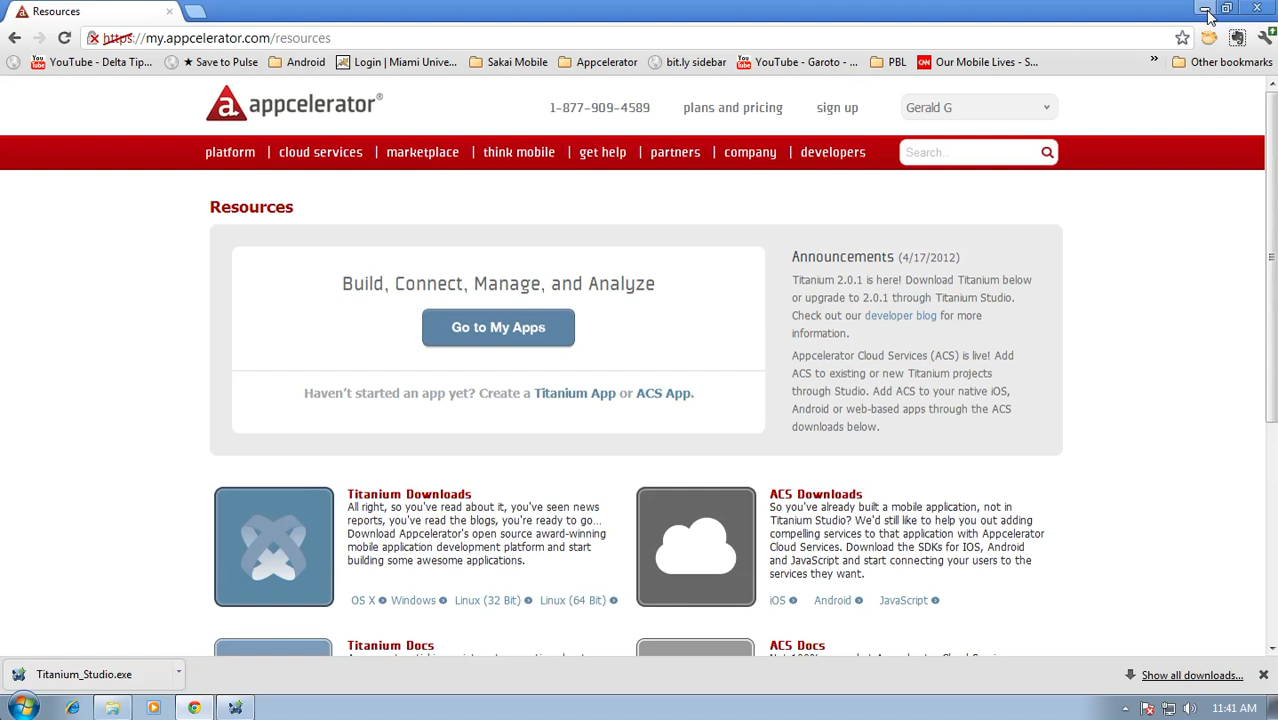 Resources
https://my.appcelerator.com/resources
YouTube - Delta Tip...
★ Save to Pulse
Android
Login | Miami Unive...
Sakai Mobile
Appcelerator
bit.ly sidebar
YouTube - Garoto - ...
PBL
Our Mobile Lives - S...
»
Other bookmarks
appcelerator®
1-877-909-4589
plans and pricing
sign up
Gerald G
platform | cloud services | marketplace | think mobile | get help | partners | company | developers
Search..
Resources
Build, Connect, Manage, and Analyze
Go to My Apps
Haven't started an app yet? Create a Titanium App or ACS App.
Announcements (4/17/2012)
Titanium 2.0.1 is here! Download Titanium below
or upgrade to 2.0.1 through Titanium Studio.
Check out our developer blog for more
information.
Appcelerator Cloud Services (ACS) is live! Add
ACS to existing or new Titanium projects
through Studio. Add ACS to your native iOS,
Android or web-based apps through the ACS
downloads below.
Titanium Downloads
All right, so you've read about it, you've seen news
reports, you've read the blogs, you're ready to go...
Download Appcelerator's open source award-winning
mobile application development platform and start
building some awesome applications.
OS X Windows Linux (32 Bit) Linux (64 Bit)
ACS Downloads
So you've already built a mobile application, not in
Titanium Studio? We'd still like to help you out adding
compelling services to that application with Appcelerator
Cloud Services. Download the SDKs for IOS, Android
and JavaScript and start connecting your users to the
services they want.
iOS Android JavaScript
Titanium Docs
ACS Docs
Titanium_Studio.exe
Show all downloads...
11:41 AM